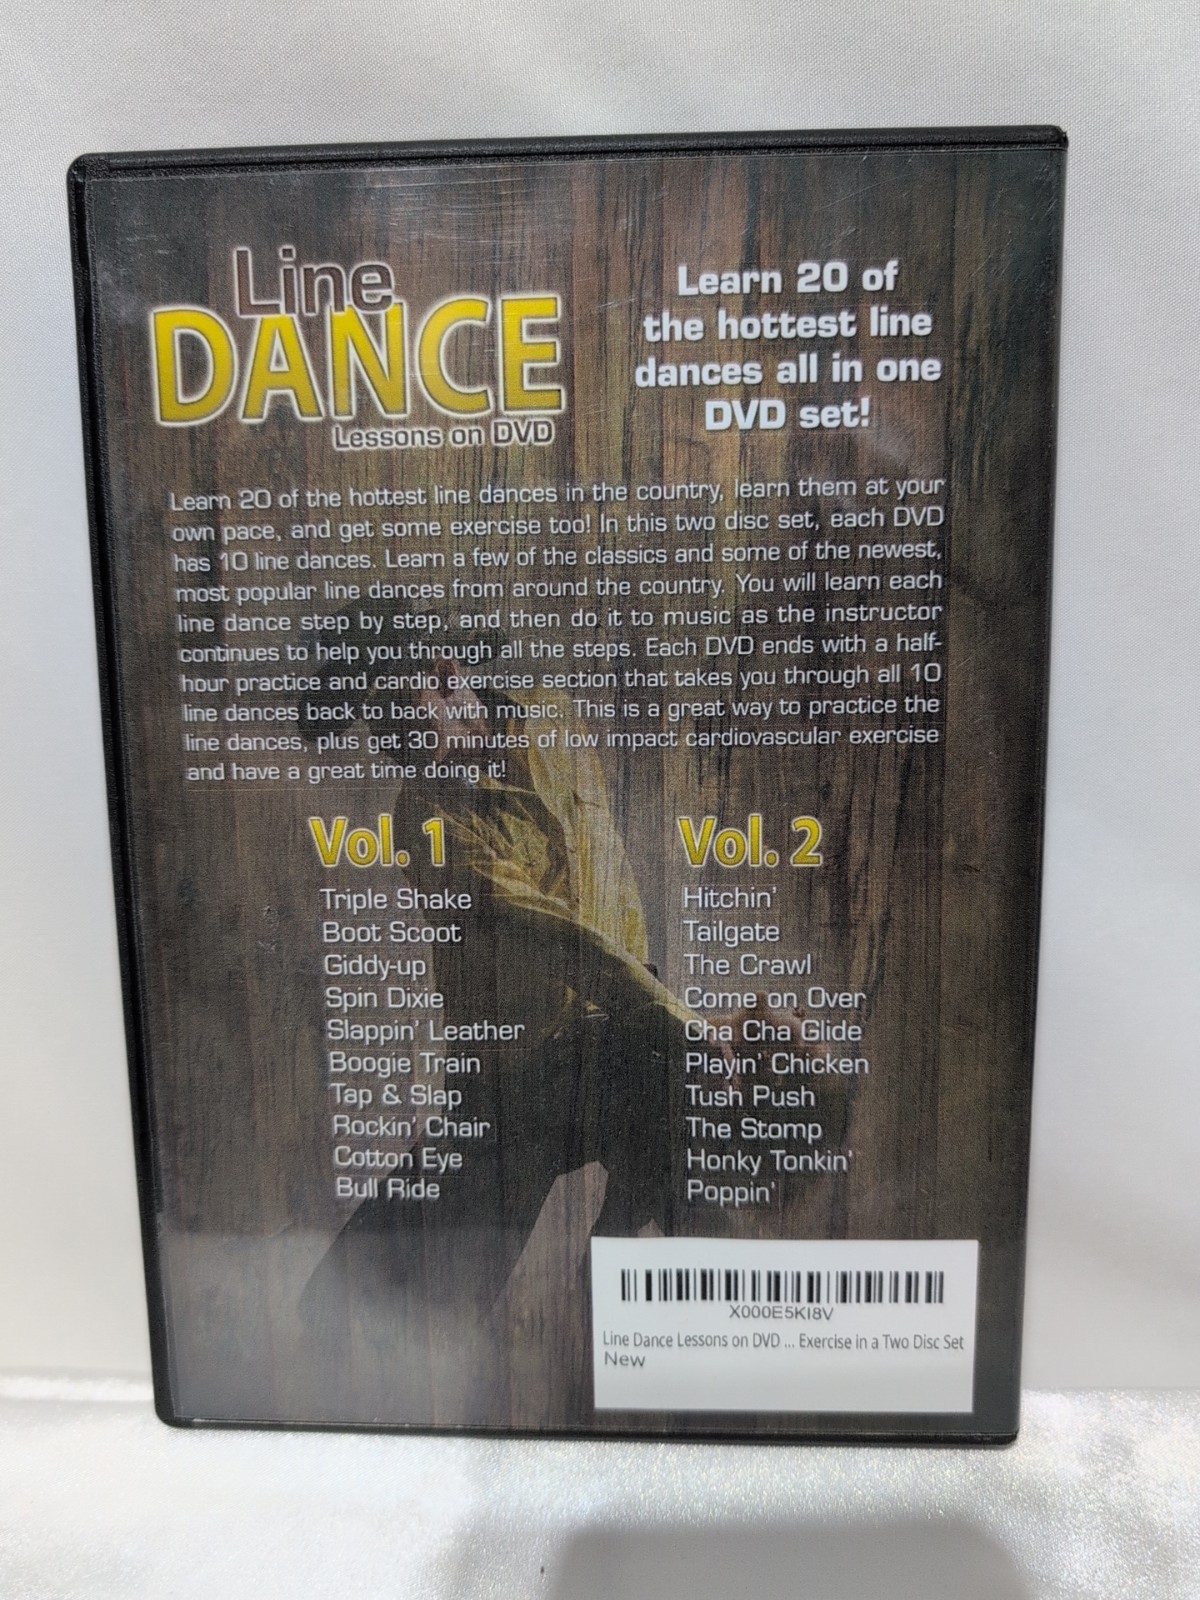 Line
DANCE
Lessons on DVD
Learn 20 of
the hottest line
dances all in one
DVD set!
Learn 20 of the hottest line dances in the country, learn them at your
own pace, and get some exercise too! In this two disc set, each DVD
has 10 line dances. Learn a few of the classics and some of the newest,
most popular line dances from around the country. You will learn each
line dance step by step, and then do it to music as the instructor
continues to help you through all the steps. Each DVD ends with a half-
hour practice and cardio exercise section that takes you through all 10
line dances back to back with music. This is a great way to practice the
line dances, plus get 30 minutes of low impact cardiovascular exercise
and have a great time doing it!
Vol. 1
Triple Shake
Boot Scoot
Giddy-up
Spin Dixie
Slappin' Leather
Boogie Train
Tap & Slap
Rockin' Chair
Cotton Eye
Bull Ride
Vol. 2
Hitchin'
Tailgate
The Crawl
Come on Over
Cha Cha Glide
Playin' Chicken
Tush Push
The Stomp
Honky Tonkin'
Poppin'
X000E5KI8V
Line Dance Lessons on DVD ... Exercise in a Two Disc Set
New